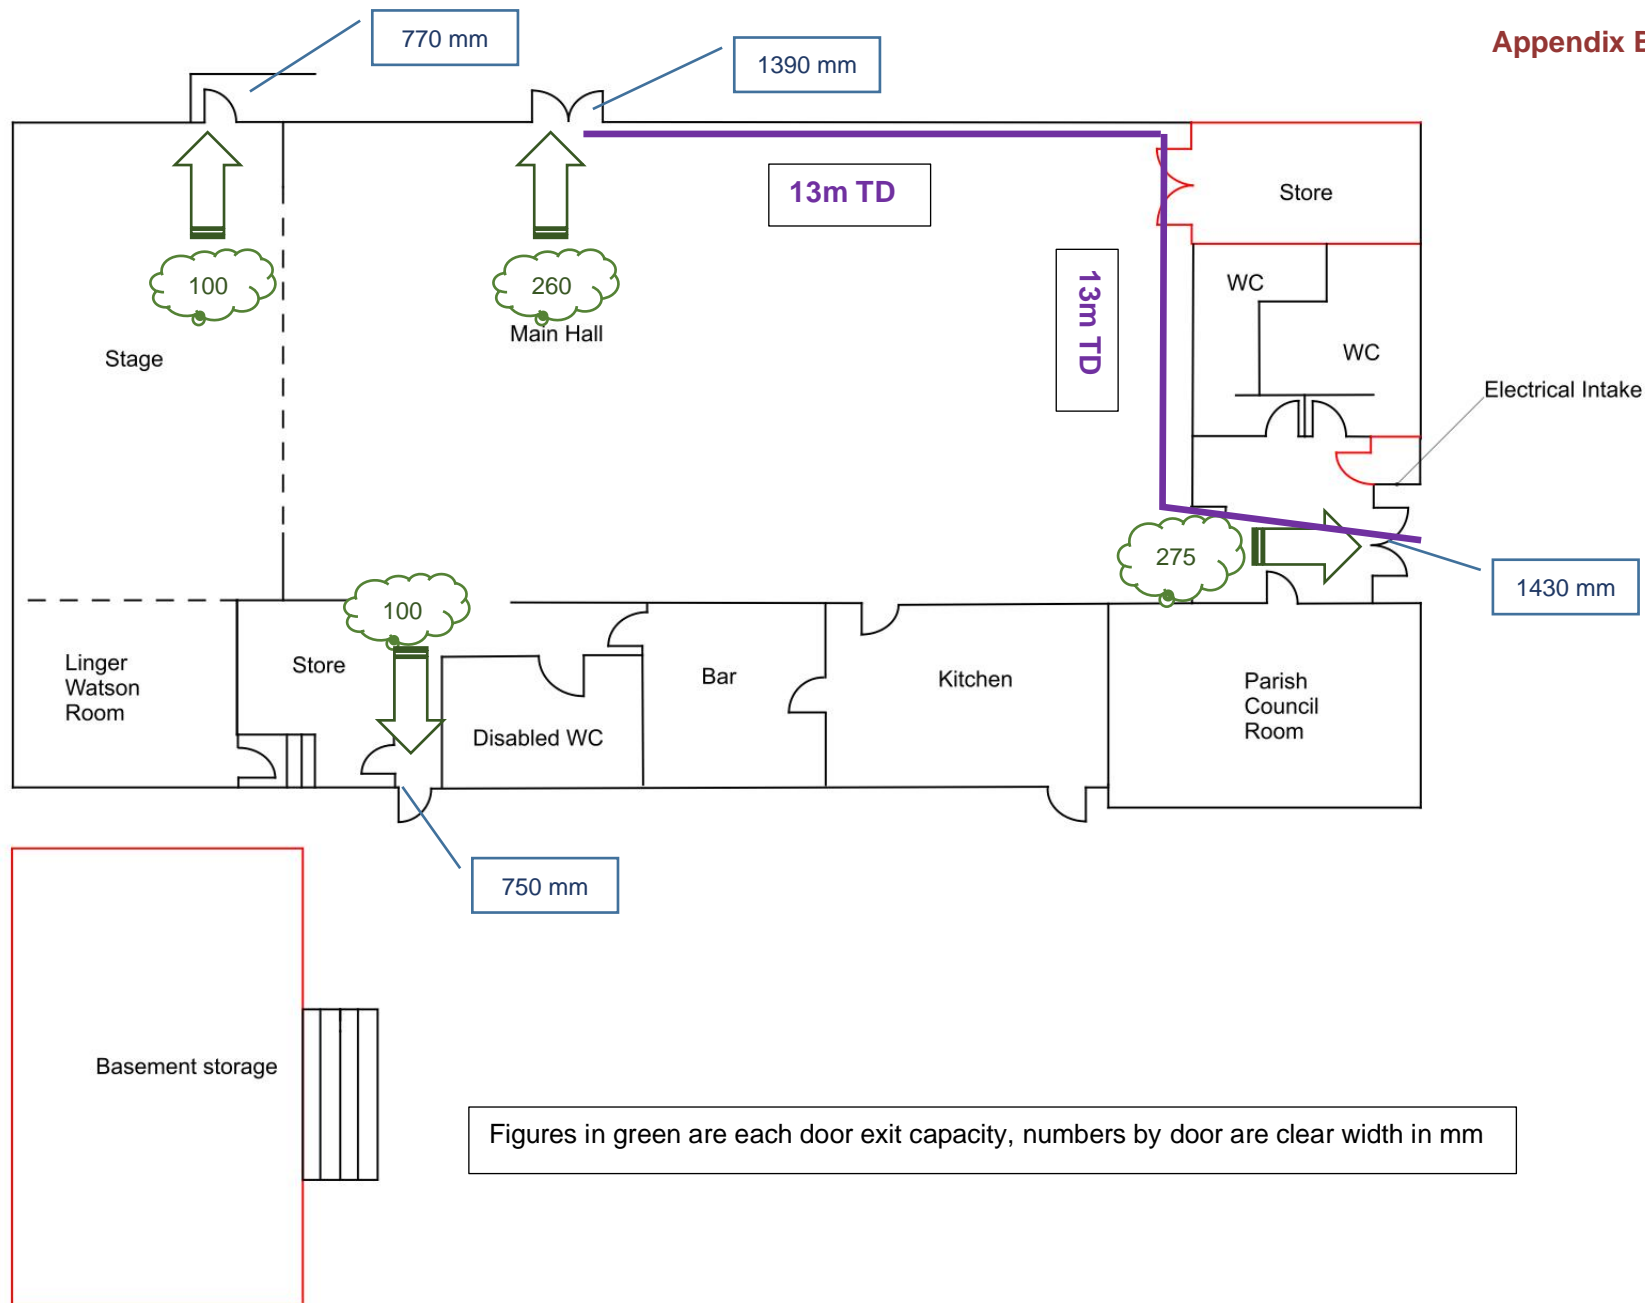 Appendix E
770 mm
1390 mm
13m TD
Store
100
260
WC
Main Hall
13m TD
Stage
WC
Electrical Intake
275
1430 mm
100
Linger
Watson
Room
Store
Bar
Kitchen
Parish
Council
Room
Disabled WC
750 mm
Basement storage
Figures in green are each door exit capacity, numbers by door are clear width in mm